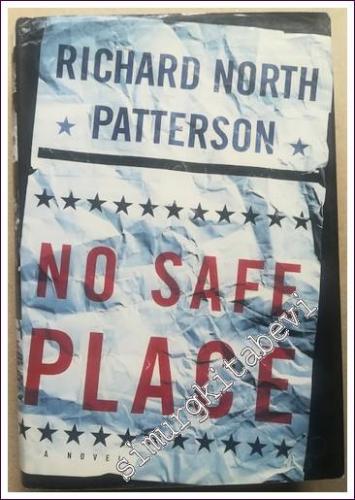 RICHARD NORTH
PATTERSON
NO SAFE
PLACE
A NOVEL
simurgkitabevi